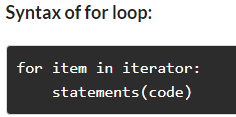 Syntax of for loop:
for item in iterator:
    statements(code)